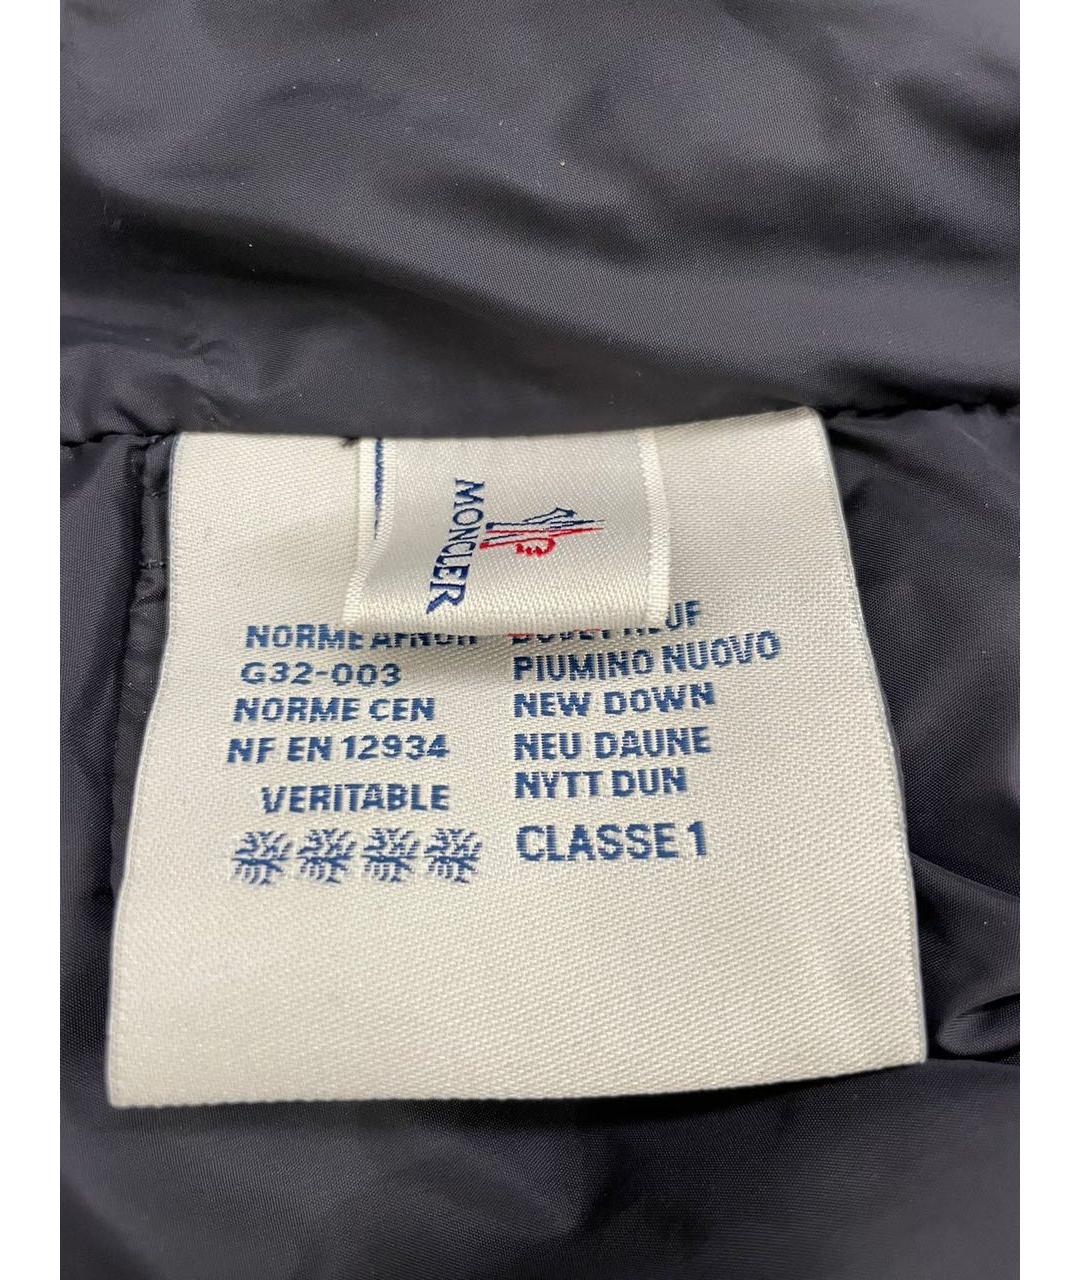 MONCLER
NORME AFNOR
G32-003
NORME CEN
NF EN 12934
VERITABLE
PIUMINO NUOVO
NEW DOWN
NEU DAUNE
NYTT DUN
CLASSE 1